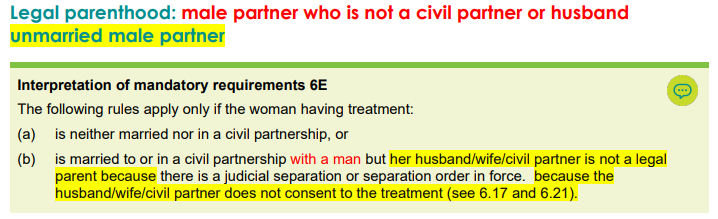 Legal parenthood: male partner who is not a civil partner or husband
unmarried male partner
Interpretation of mandatory requirements 6E
The following rules apply only if the woman having treatment:
(a) is neither married nor in a civil partnership, or
(b) is married to or in a civil partnership with a man but her husband/wife/civil partner is not a legal
parent because there is a judicial separation or separation order in force. because the
husband/wife/civil partner does not consent to the treatment (see 6.17 and 6.21).